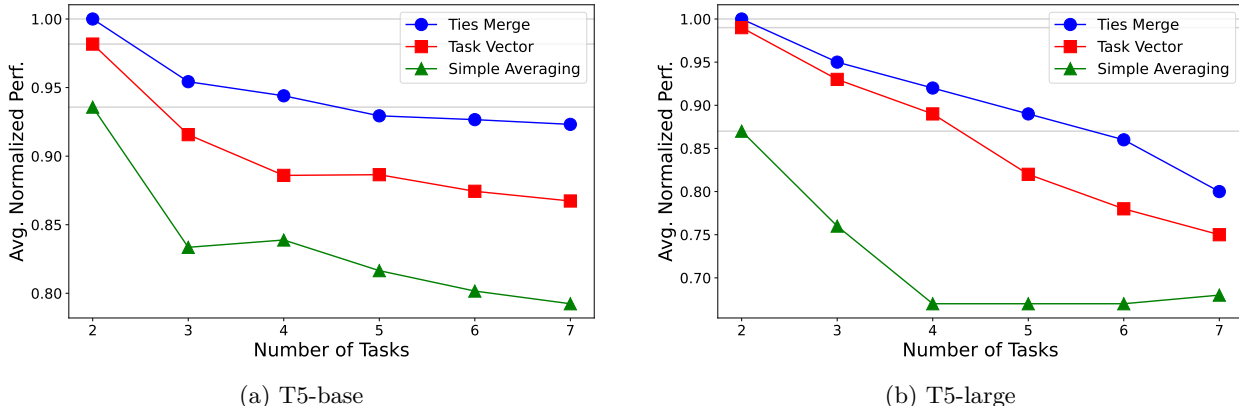 Avg. Normalized Perf.
1.00
0.95
0.90
0.85
0.80
Ties Merge
Task Vector
Simple Averaging
2 3 4 5 6 7
Number of Tasks
(a) T5-base
Avg. Normalized Perf.
1.00
0.95
0.90
0.85
0.80
0.75
0.70
Ties Merge
Task Vector
Simple Averaging
2 3 4 5 6 7
Number of Tasks
(b) T5-large